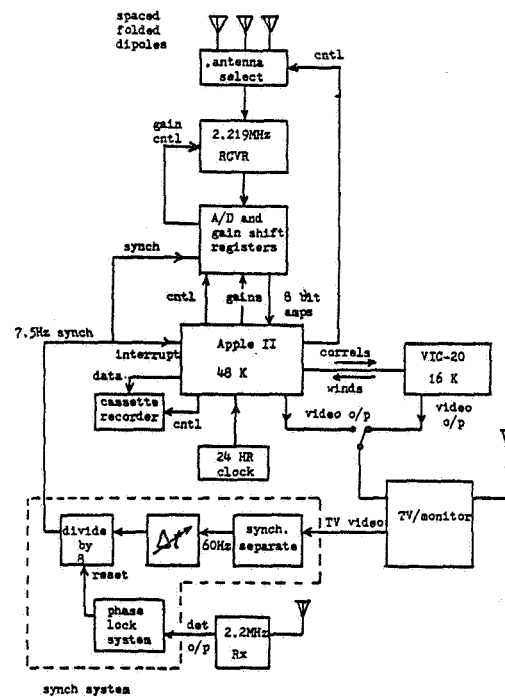 spaced
folded
dipoles
.antenna
select
cntl
gain
cntl
2.219MHz
RCVR
A/D and
gain shift
registers
synch
cntl
gains
8 bit
amps
7.5Hz synch
interrupt
Apple II
48 K
correls
winds
VIC-20
16 K
data
cassette
recorder
cntl
video o/p
video
o/p
24 HR
clock
divide
by
8
Δt
60Hz
synch.
separate
TV video
TV/monitor
reset
phase
lock
system
det
o/p
2.2MHz
Rx
synch system